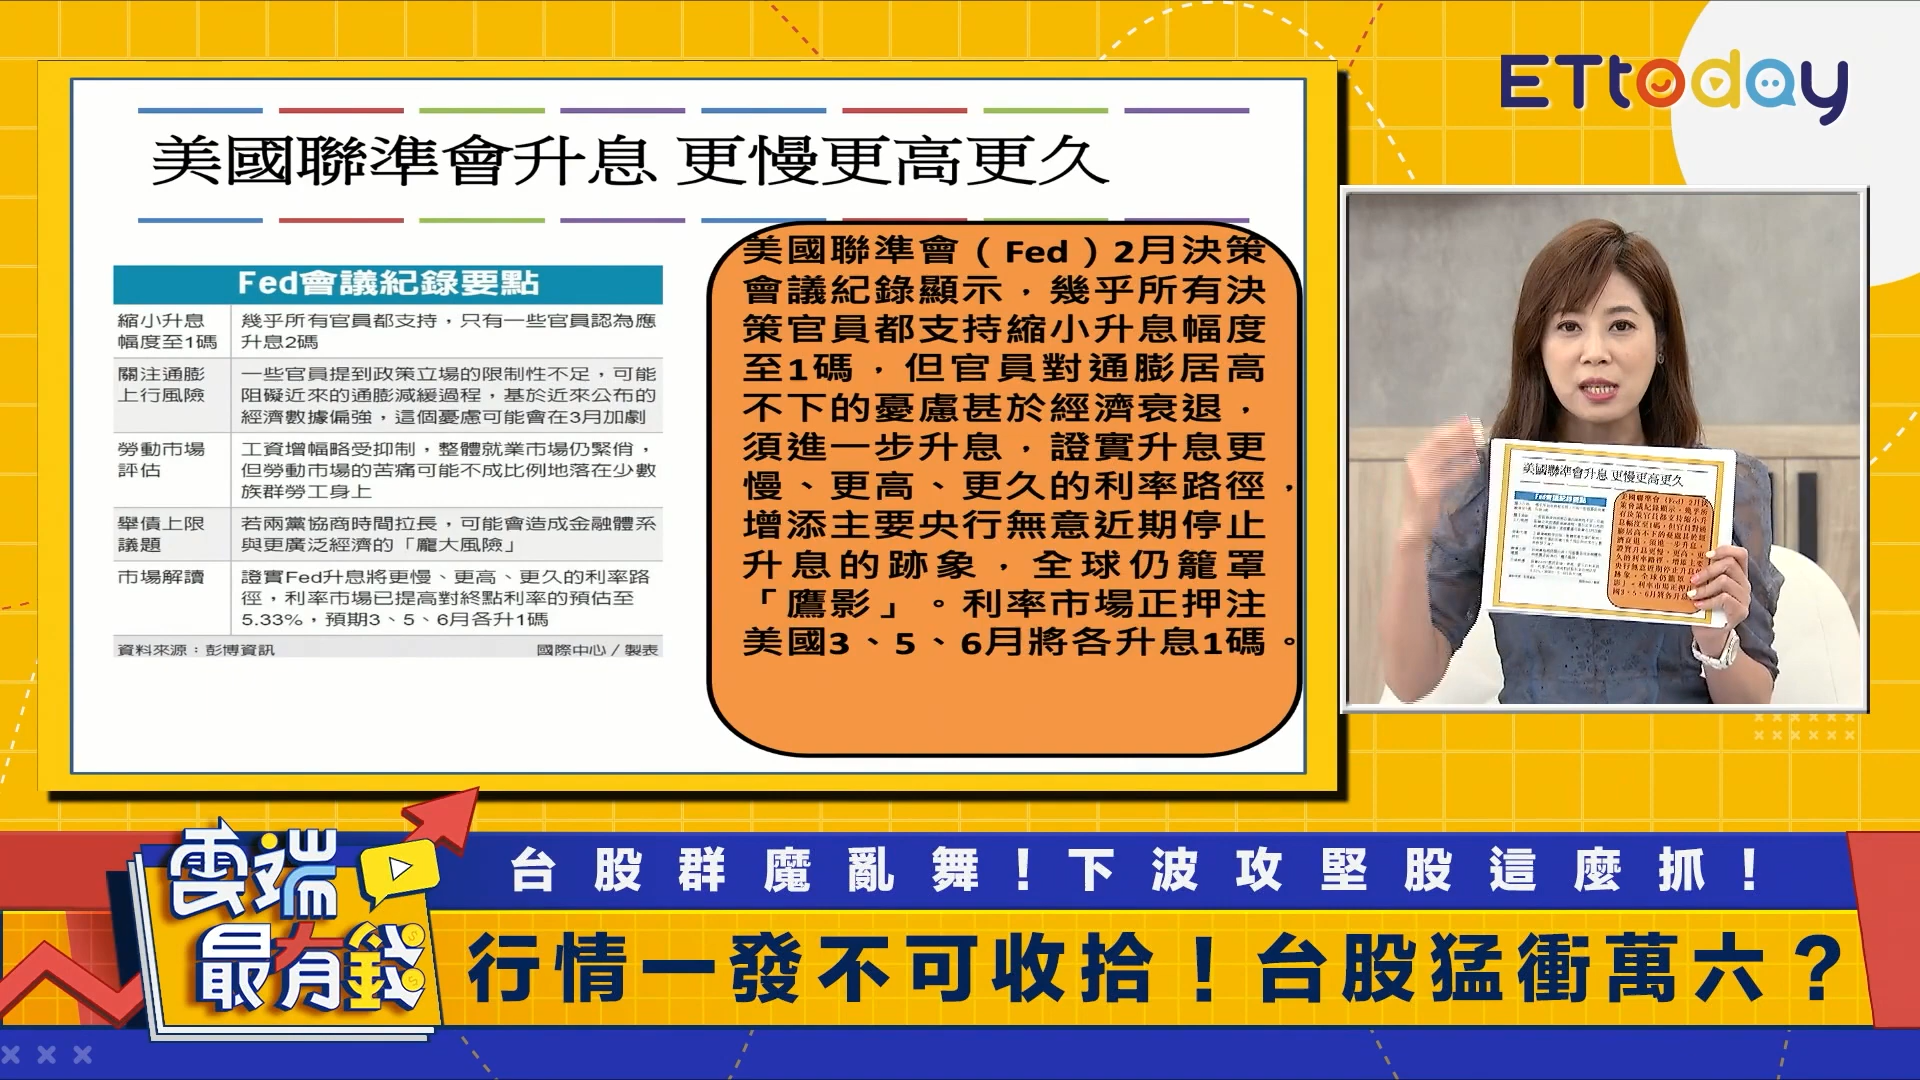 ETtoday
美國聯準會升息 更慢更高更久
Fed會議紀錄要點
縮小升息
幅度至1碼
幾乎所有官員都支持，只有一些官員認為應
升息2碼
關注通膨
上行風險
一些官員提到政策立場的限制性不足，可能
阻礙近來的通膨減緩過程，基於近來公布的
經濟數據偏強，這個憂慮可能會在3月加劇
勞動市場
評估
工資增幅略受抑制，整體就業市場仍緊俏，
但勞動市場的苦痛可能不成比例地落在少數
族群勞工身上
舉債上限
議題
若兩黨協商時間拉長，可能會造成金融體系
與更廣泛經濟的「龐大風險」
市場解讀
證實Fed升息將更慢、更高、更久的利率路
徑，利率市場已提高對終點利率的預估至
5.33%，預期3、5、6月各升1碼
資料來源：彭博資訊
國際中心／製表
美國聯準會（Fed）2月決策
會議紀錄顯示，幾乎所有決
策官員都支持縮小升息幅度
至1碼，但官員對通膨居高
不下的憂慮甚於經濟衰退，
須進一步升息，證實升息更
慢、更高、更久的利率路徑，
增添主要央行無意近期停止
升息的跡象，全球仍籠罩
「鷹影」。利率市場正押注
美國3、5、6月將各升息1碼。
美國聯準會升息 更慢更高更久
雲端
最有錢
台股群魔亂舞！下波攻堅股這麼抓！
行情一發不可收拾！台股猛衝萬六？